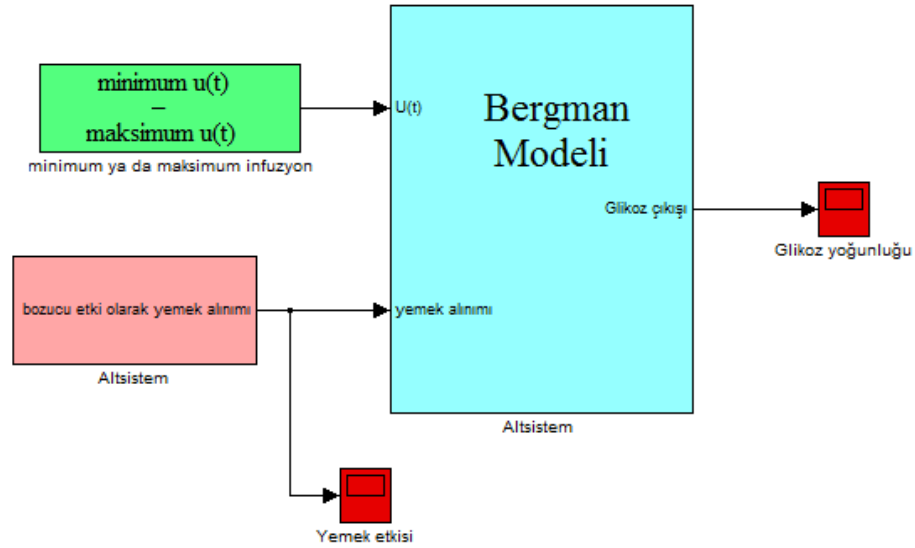 minimum u(t)
–
maksimum u(t)
minimum ya da maksimum infuzyon
U(t)
Bergman
Modeli
Glikoz çıkışı
Glikoz yoğunluğu
bozucu etki olarak yemek alınımı
yemek alınımı
Altsistem
Altsistem
Yemek etkisi